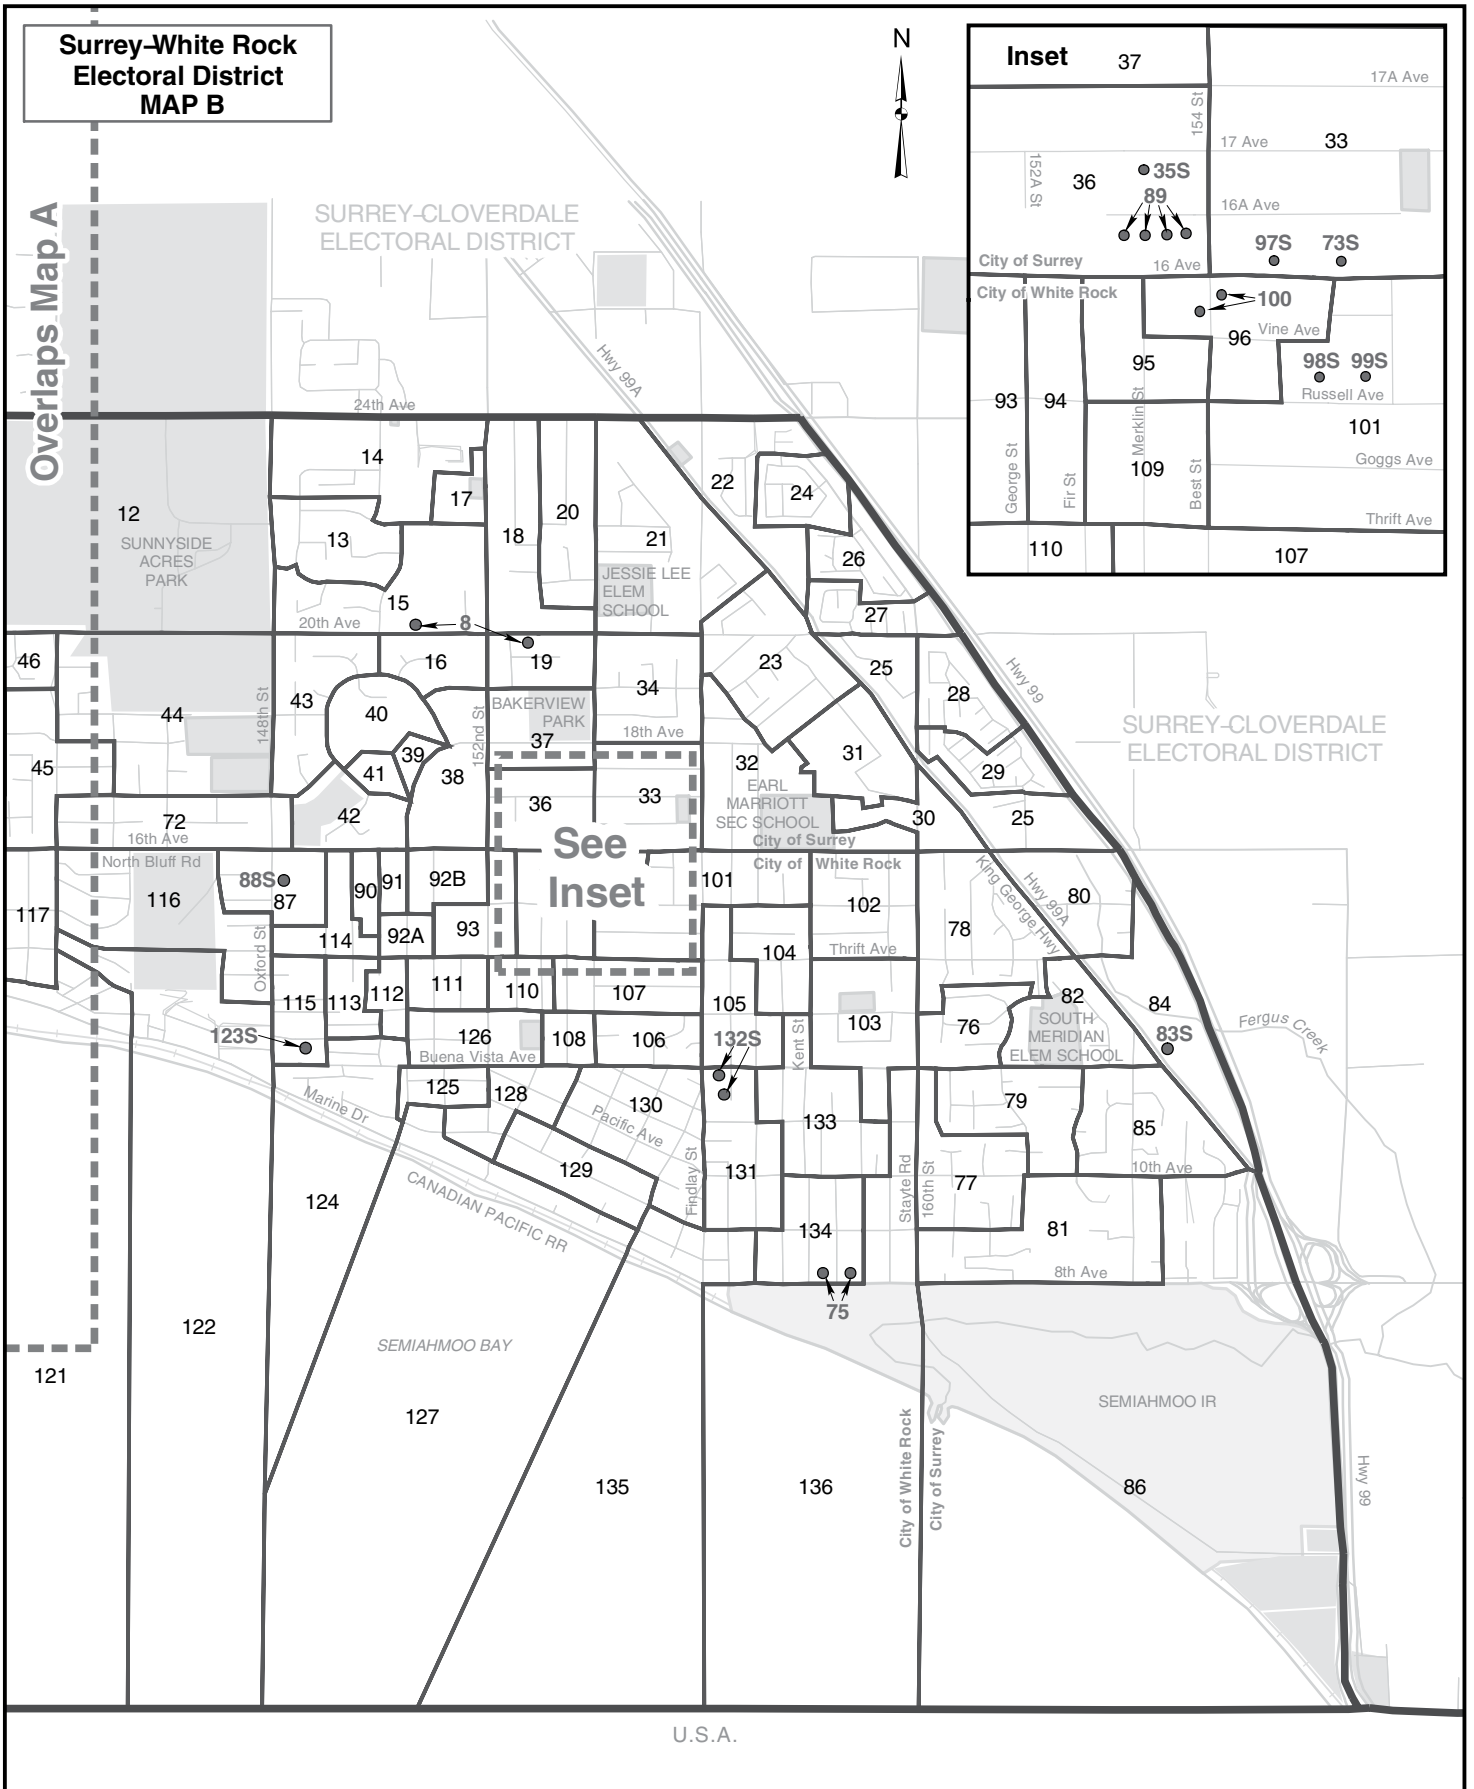 Surrey–White Rock
Electoral District
MAP B
Overlaps Map A
N
SURREY–CLOVERDALE
ELECTORAL DISTRICT
Inset
37
17A Ave
154 St
17 Ave
33
152A St
36
35S
89
16A Ave
97S
73S
City of Surrey
16 Ave
City of White Rock
100
Vine Ave
96
95
98S
99S
Russell Ave
93
94
Merklin St
101
George St
Fir St
109
Best St
Goggs Ave
Thrift Ave
110
107
Hwy 99A
24th Ave
14
17
18
20
22
24
12
SUNNYSIDE
ACRES
PARK
13
21
26
JESSIE LEE
ELEM
SCHOOL
15
8
27
20th Ave
46
16
19
23
25
Hwy 99
34
28
44
148th St
43
40
152nd St
BAKERVIEW
PARK
SURREY–CLOVERDALE
ELECTORAL DISTRICT
18th Ave
37
39
45
41
38
32
31
29
EARL
MARRIOTT
SEC SCHOOL
36
33
72
42
30
25
16th Ave
See
Inset
City of Surrey
City of White Rock
North Bluff Rd
88S
87
90
91
92B
101
King George Hwy
Hwy 99A
80
116
117
102
93
78
92A
114
Oxford St
Thrift Ave
104
111
110
107
115
113
112
105
82
84
103
76
SOUTH
MERIDIAN
ELEM SCHOOL
Fergus Creek
123S
126
108
106
132S
Kent St
83S
Buena Vista Ave
125
128
130
79
Marine Dr
Pacific Ave
133
85
129
Findlay St
131
Stayte Rd
160th St
77
10th Ave
124
CANADIAN PACIFIC RR
134
81
8th Ave
75
122
SEMIAHMOO BAY
121
127
SEMIAHMOO IR
City of White Rock
City of Surrey
135
136
86
Hwy 99
U.S.A.